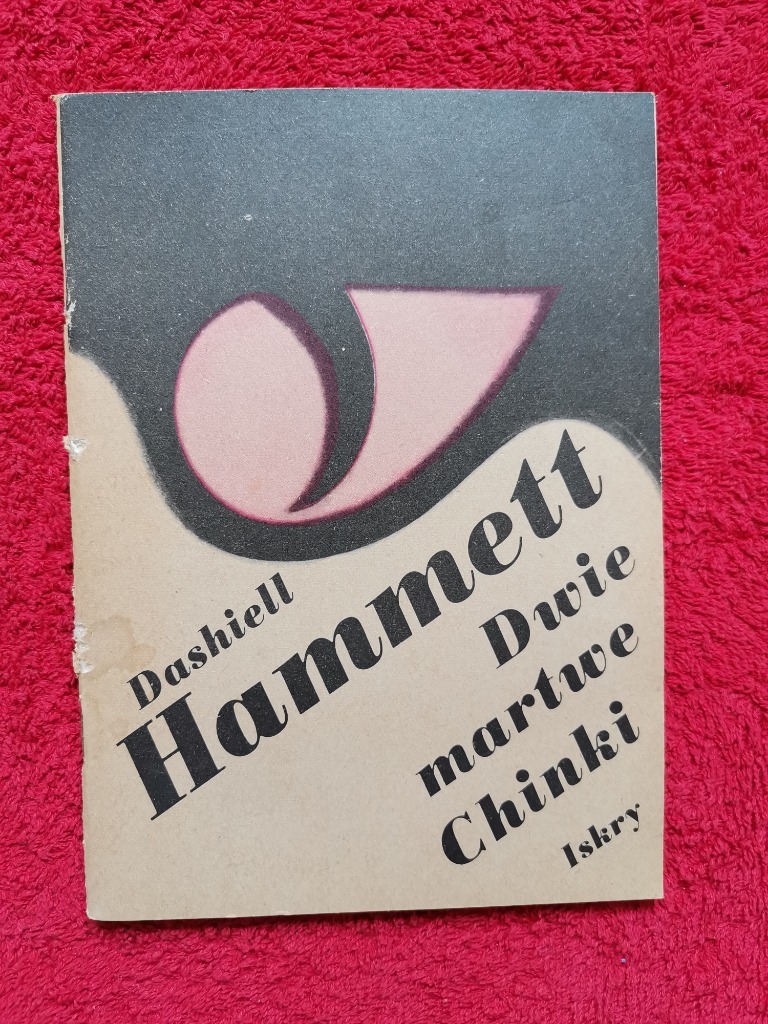 Dashiell
Hammett
Dwie
martwe
Chinki
Iskry